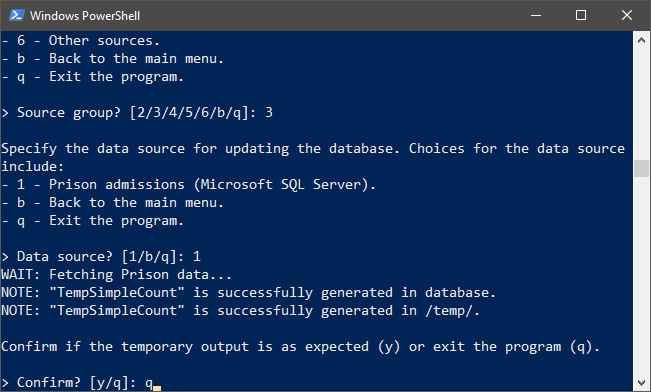 Windows PowerShell
- 6 - Other sources.
- b - Back to the main menu.
- q - Exit the program.
> Source group? [2/3/4/5/6/b/q]: 3
Specify the data source for updating the database. Choices for the data source
include:
- 1 - Prison admissions (Microsoft SQL Server).
- b - Back to the main menu.
- q - Exit the program.
> Data source? [1/b/q]: 1
WAIT: Fetching Prison data...
NOTE: "TempSimpleCount" is successfully generated in database.
NOTE: "TempSimpleCount" is successfully generated in /temp/.
Confirm if the temporary output is as expected (y) or exit the program (q).
> Confirm? [y/q]: q